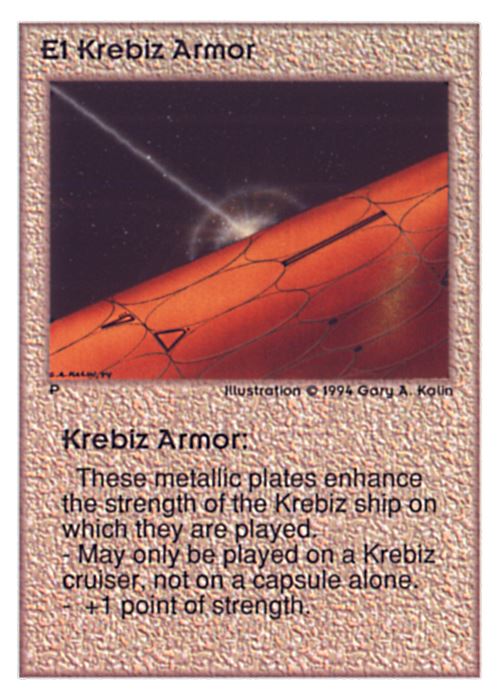 E1 Krebiz Armor
G.A. KALIN, '94
P
Illustration © 1994 Gary A. Kalin
Krebiz Armor:
These metallic plates enhance
the strength of the Krebiz ship on
which they are played.
- May only be played on a Krebiz
cruiser, not on a capsule alone.
- +1 point of strength.